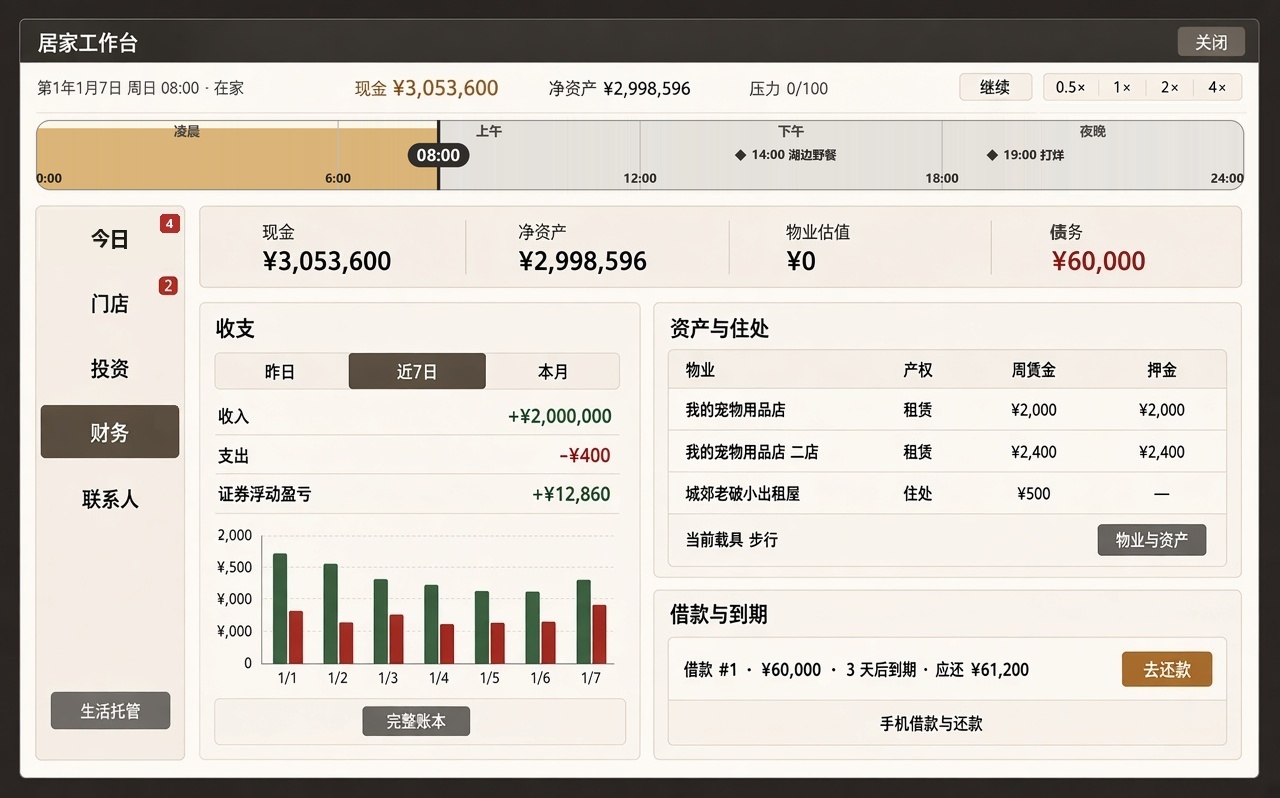 居家工作台
关闭
第1年1月7日 周日 08:00 · 在家
现金 ¥3,053,600
净资产 ¥2,998,596
压力 0/100
继续
0.5×
1×
2×
4×
凌晨
上午
下午
夜晚
08:00
◆ 14:00 湖边野餐
◆ 19:00 打烊
0:00
6:00
12:00
18:00
24:00
今日
4
门店
2
投资
财务
联系人
生活托管
现金
¥3,053,600
净资产
¥2,998,596
物业估值
¥0
债务
¥60,000
收支
昨日
近7日
本月
收入
+¥2,000,000
支出
-¥400
证券浮动盈亏
+¥12,860
2,000
¥,500
¥,000
¥,000
0
1/1
1/2
1/3
1/4
1/5
1/6
1/7
完整账本
资产与住处
物业 产权 周赁金 押金
我的宠物用品店 租赁 ¥2,000 ¥2,000
我的宠物用品店 二店 租赁 ¥2,400 ¥2,400
城郊老破小出租屋 住处 ¥500 —
当前载具 步行
物业与资产
借款与到期
借款 #1 · ¥60,000 · 3 天后到期 · 应还 ¥61,200
去还款
手机借款与还款